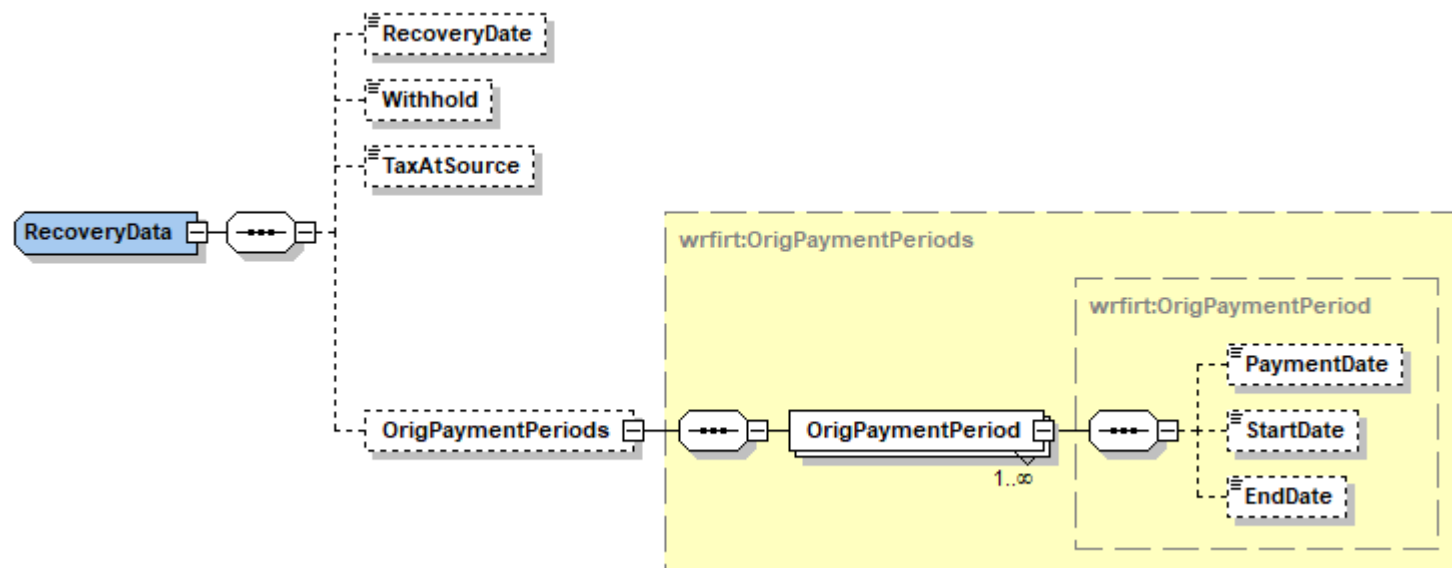 RecoveryDate
Withhold
TaxAtSource
RecoveryData
wrfirt:OrigPaymentPeriods
wrfirt:OrigPaymentPeriod
PaymentDate
OrigPaymentPeriods
OrigPaymentPeriod
StartDate
1..∞
EndDate